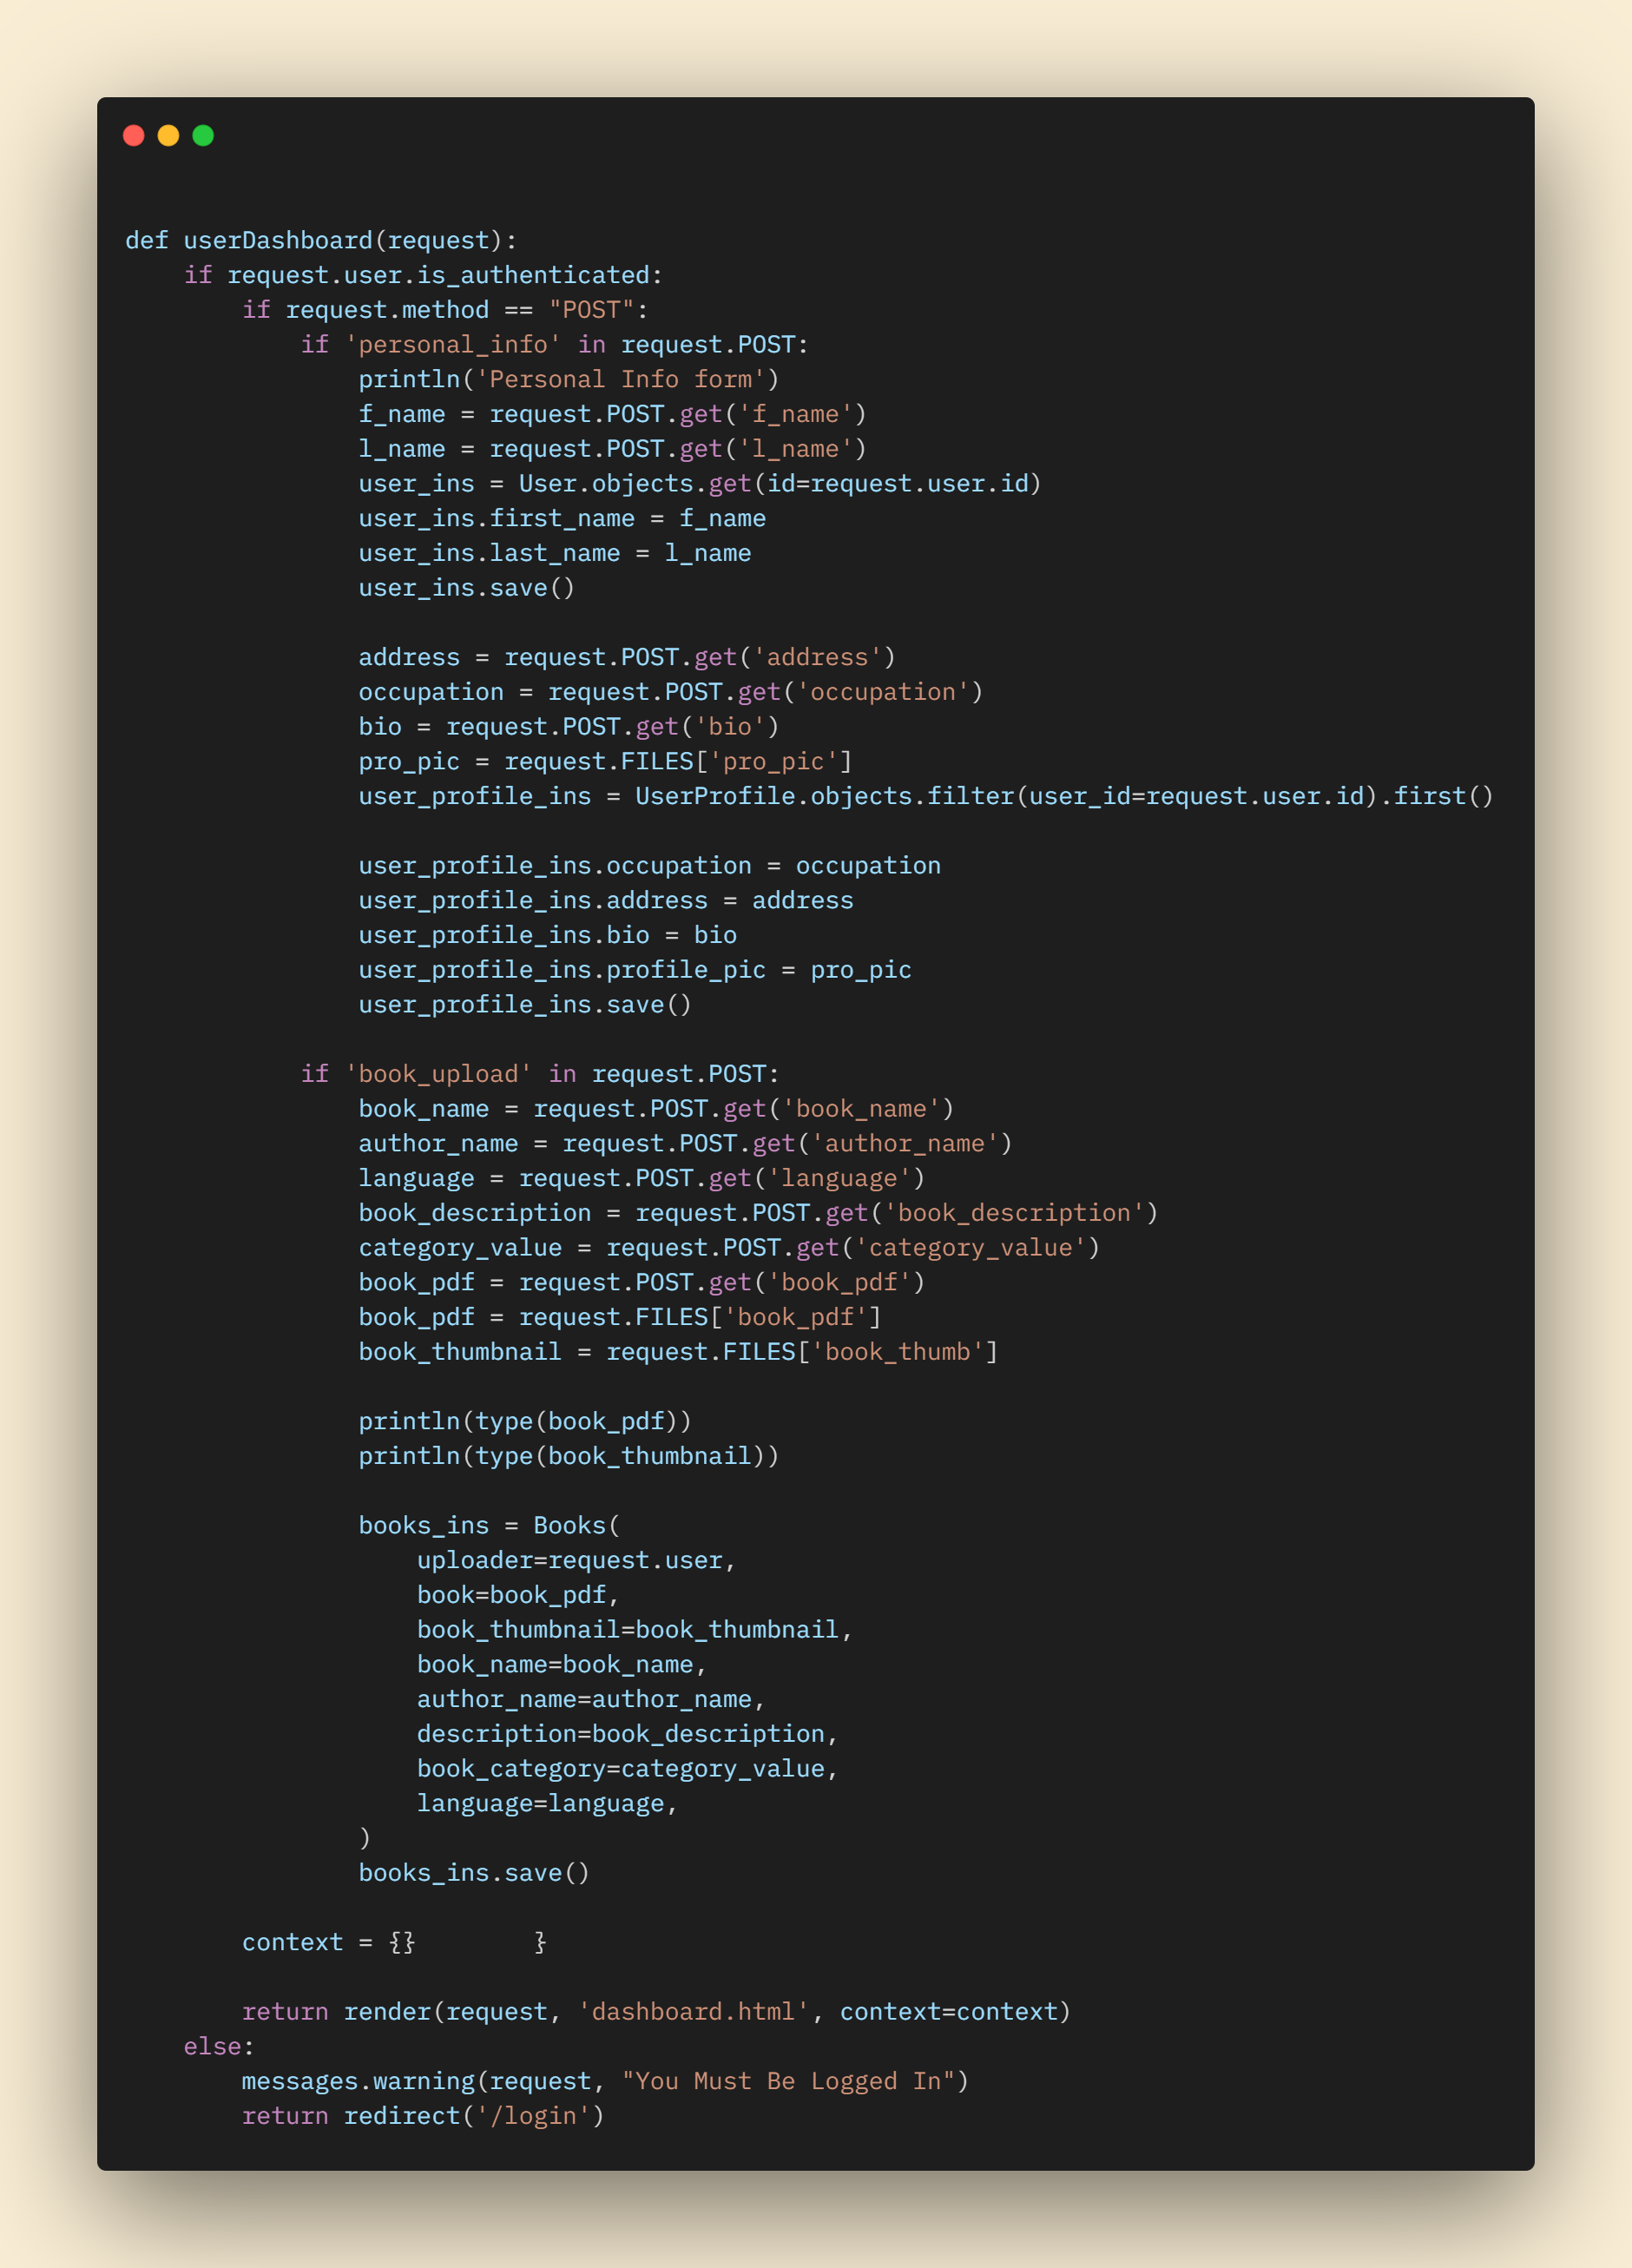 def userDashboard(request):
    if request.user.is_authenticated:
        if request.method == "POST":
            if 'personal_info' in request.POST:
                println('Personal Info form')
                f_name = request.POST.get('f_name')
                l_name = request.POST.get('l_name')
                user_ins = User.objects.get(id=request.user.id)
                user_ins.first_name = f_name
                user_ins.last_name = l_name
                user_ins.save()

                address = request.POST.get('address')
                occupation = request.POST.get('occupation')
                bio = request.POST.get('bio')
                pro_pic = request.FILES['pro_pic']
                user_profile_ins = UserProfile.objects.filter(user_id=request.user.id).first()

                user_profile_ins.occupation = occupation
                user_profile_ins.address = address
                user_profile_ins.bio = bio
                user_profile_ins.profile_pic = pro_pic
                user_profile_ins.save()

            if 'book_upload' in request.POST:
                book_name = request.POST.get('book_name')
                author_name = request.POST.get('author_name')
                language = request.POST.get('language')
                book_description = request.POST.get('book_description')
                category_value = request.POST.get('category_value')
                book_pdf = request.POST.get('book_pdf')
                book_pdf = request.FILES['book_pdf']
                book_thumbnail = request.FILES['book_thumb']

                println(type(book_pdf))
                println(type(book_thumbnail))

                books_ins = Books(
                    uploader=request.user,
                    book=book_pdf,
                    book_thumbnail=book_thumbnail,
                    book_name=book_name,
                    author_name=author_name,
                    description=book_description,
                    book_category=category_value,
                    language=language,
                )
                books_ins.save()

        context = {}        }

        return render(request, 'dashboard.html', context=context)
    else:
        messages.warning(request, "You Must Be Logged In")
        return redirect('/login')